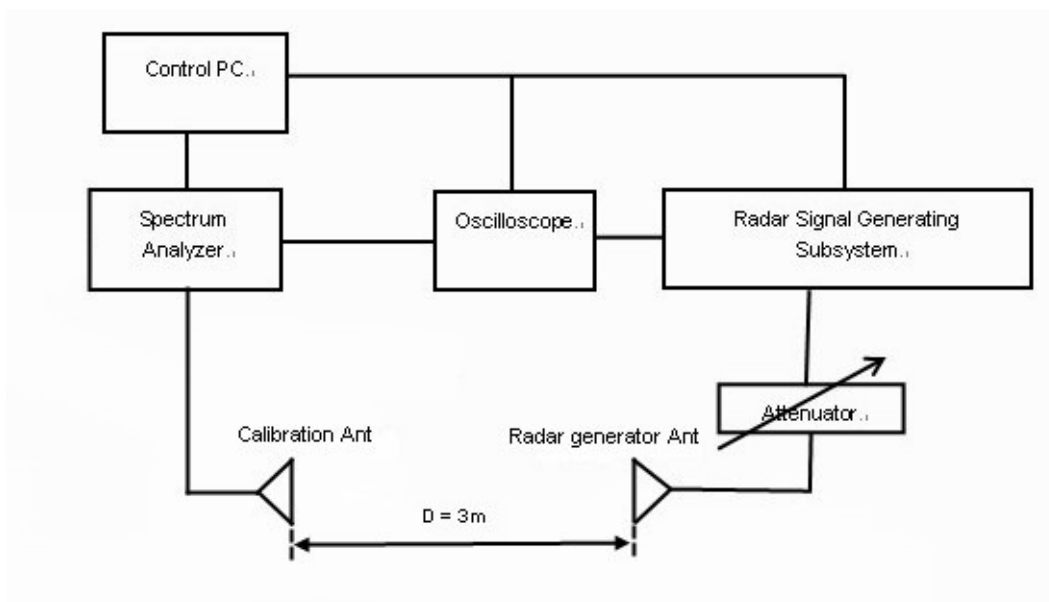 Control PC.
Spectrum
Analyzer.
Oscilloscope.
Radar Signal Generating
Subsystem.
Attenuator.
Calibration Ant
Radar generator Ant
D = 3m